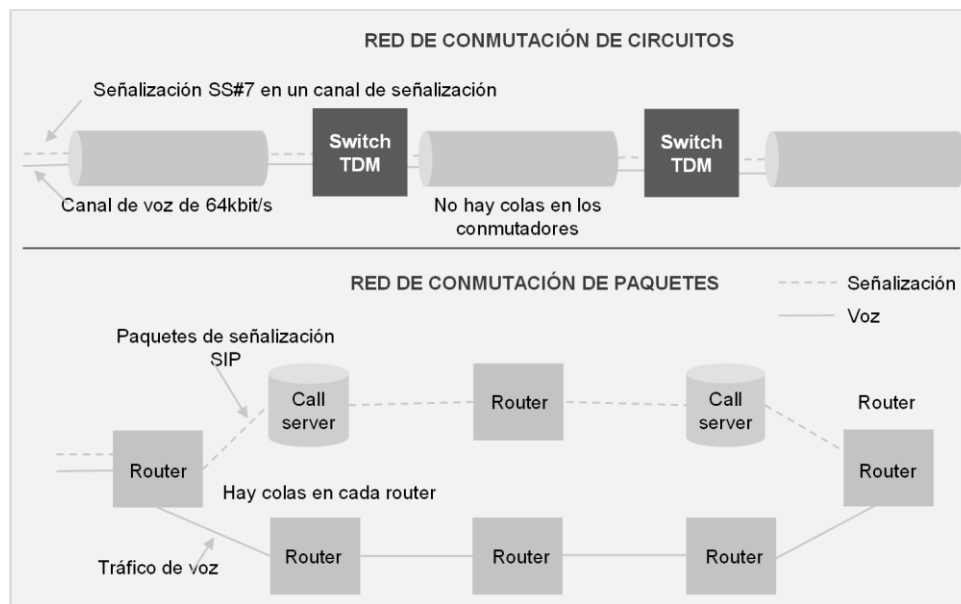 RED DE CONMUTACIÓN DE CIRCUITOS
Señalización SS#7 en un canal de señalización
Switch
TDM
Switch
TDM
Canal de voz de 64kbit/s
No hay colas en los
conmutadores
RED DE CONMUTACIÓN DE PAQUETES
Señalización
Voz
Paquetes de señalización
SIP
Call
server
Router
Call
server
Router
Router
Router
Hay colas en cada router
Router
Router
Router
Tráfico de voz